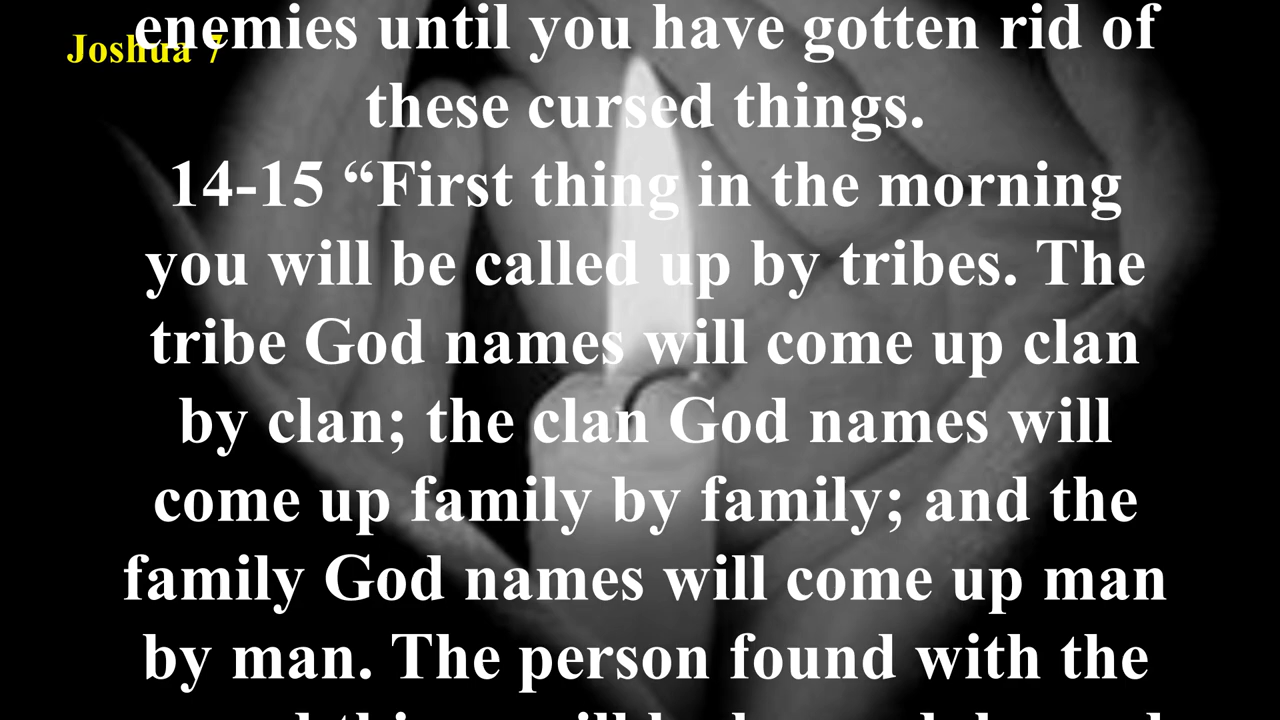 Joshua 7
enemies until you have gotten rid of
these cursed things.
14-15 “First thing in the morning
you will be called up by tribes. The
tribe God names will come up clan
by clan; the clan God names will
come up family by family; and the
family God names will come up man
by man. The person found with the